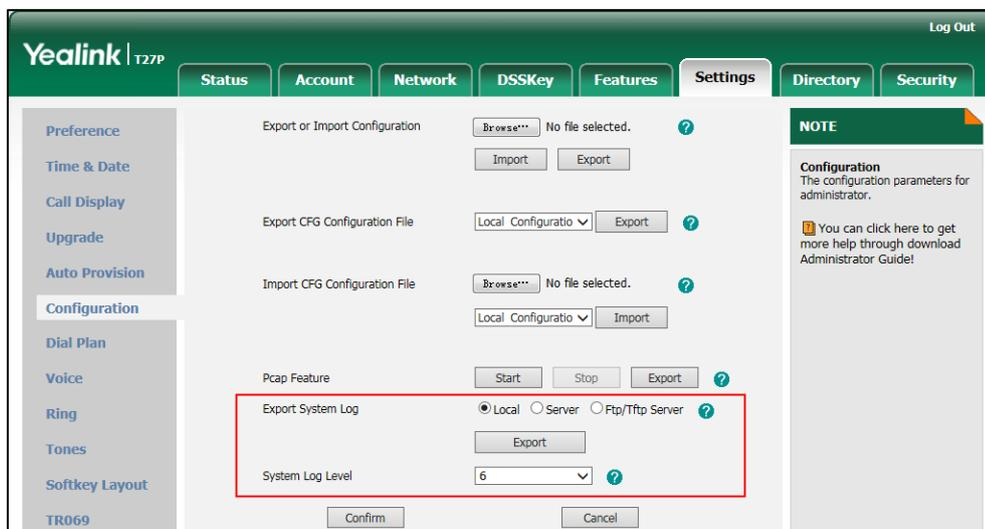 Log Out
Yealink T27P
Status Account Network DSSKey Features Settings Directory Security
Preference
Time & Date
Call Display
Upgrade
Auto Provision
Configuration
Dial Plan
Voice
Ring
Tones
Softkey Layout
TR069
Export or Import Configuration Browse··· No file selected. ?
Import Export
Export CFG Configuration File Local Configuratio Export ?
Import CFG Configuration File Browse··· No file selected. ?
Local Configuratio Import
Pcap Feature Start Stop Export ?
Export System Log Local Server Ftp/Tftp Server ?
Export
System Log Level 6 ?
Confirm Cancel
NOTE
Configuration
The configuration parameters for
administrator.
? You can click here to get
more help through download
Administrator Guide!